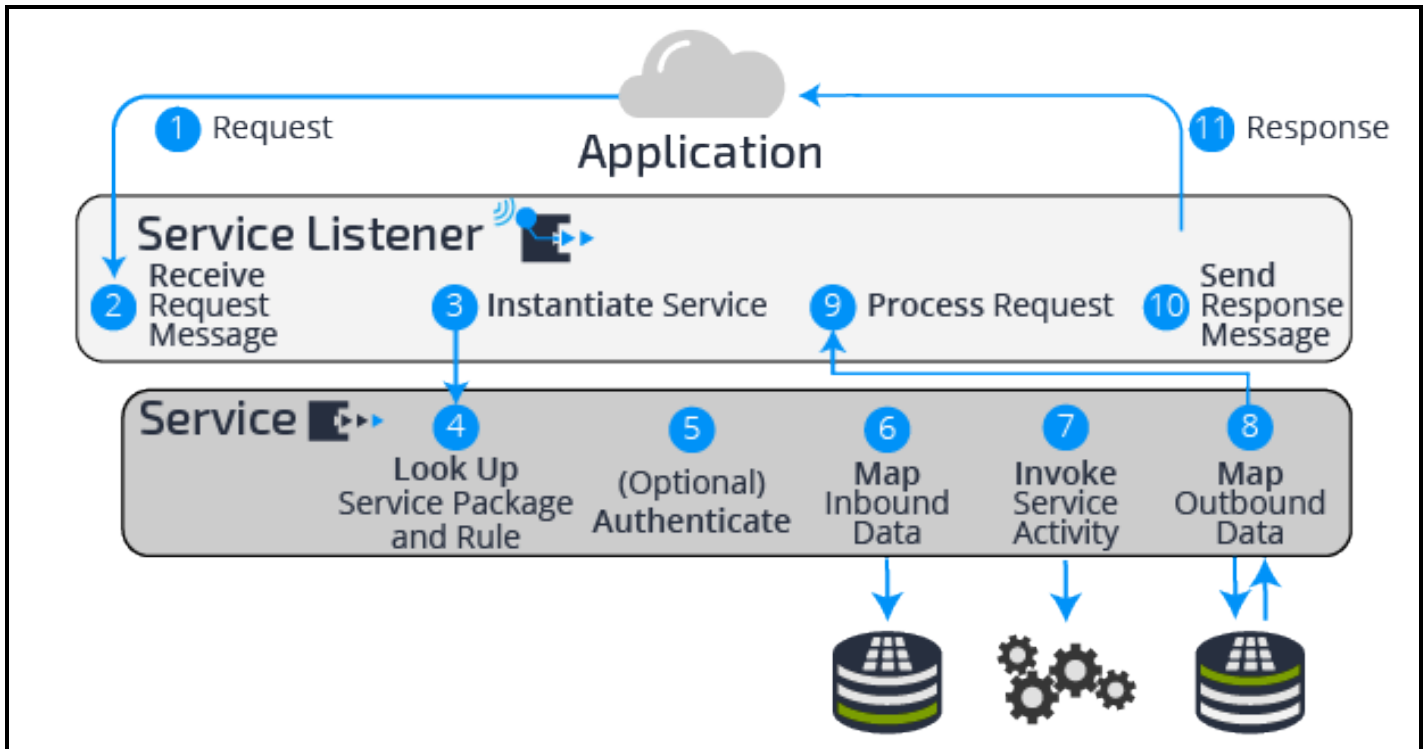 1 Request
Application
11 Response
Service Listener
2 Receive
Request
Message
3 Instantiate Service
9 Process Request
10 Send
Response
Message
Service
4
Look Up
Service Package
and Rule
5
(Optional)
Authenticate
6
Map
Inbound
Data
7
Invoke
Service
Activity
8
Map
Outbound
Data